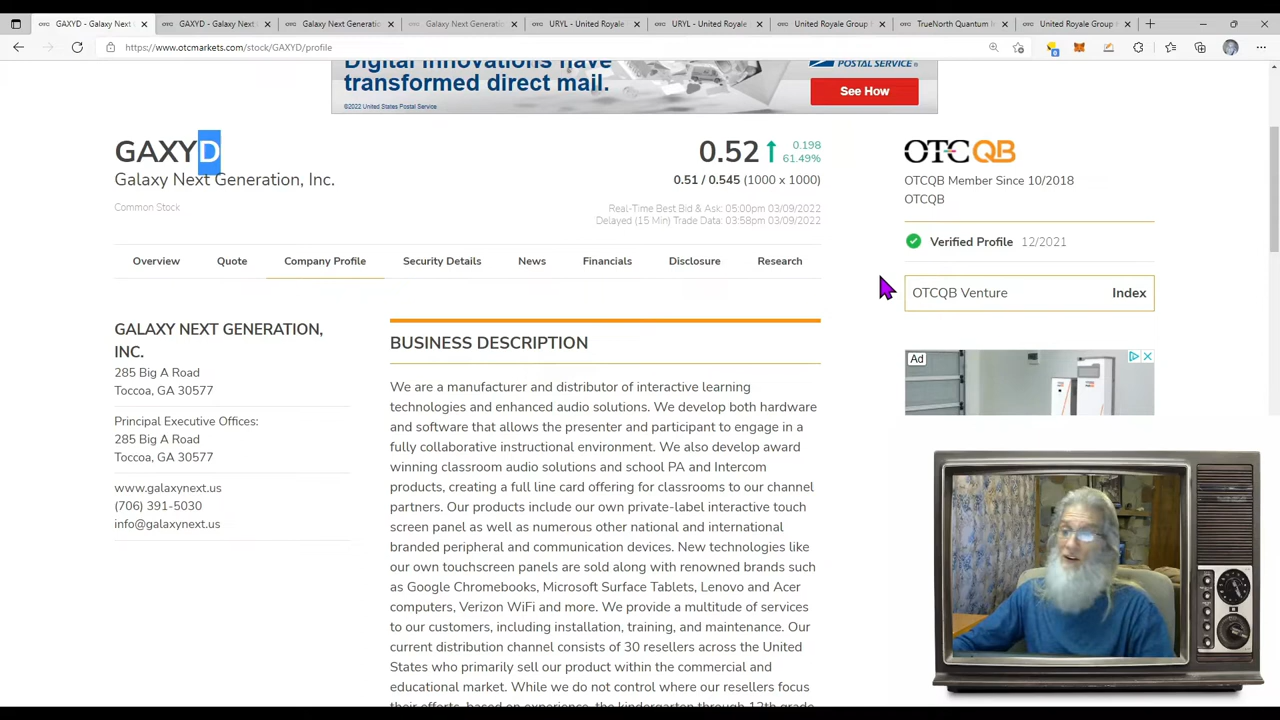 GAXYD - Galaxy Next
GAXYD - Galaxy Next
Galaxy Next Generatio
Galaxy Next Generatio
URYL - United Royale
URYL - United Royale
United Royale Group
TrueNorth Quantum I
United Royale Group
https://www.otcmarkets.com/stock/GAXYD/profile
Digital innovations have
transformed direct mail.
©2022 United States Postal Service
POSTAL SERVICE
See How
GAXYD
Galaxy Next Generation, Inc.
Common Stock
0.52
0.198
61.49%
0.51 / 0.545 (1000 x 1000)
Real-Time Best Bid & Ask: 05:00pm 03/09/2022
Delayed (15 Min) Trade Data: 03:58pm 03/09/2022
OTCQB
OTCQB Member Since 10/2018
OTCQB
Verified Profile 12/2021
OTCQB Venture Index
Overview Quote Company Profile Security Details News Financials Disclosure Research
GALAXY NEXT GENERATION,
INC.
285 Big A Road
Toccoa, GA 30577
Principal Executive Offices:
285 Big A Road
Toccoa, GA 30577
www.galaxynext.us
(706) 391-5030
info@galaxynext.us
BUSINESS DESCRIPTION
We are a manufacturer and distributor of interactive learning
technologies and enhanced audio solutions. We develop both hardware
and software that allows the presenter and participant to engage in a
fully collaborative instructional environment. We also develop award
winning classroom audio solutions and school PA and Intercom
products, creating a full line card offering for classrooms to our channel
partners. Our products include our own private-label interactive touch
screen panel as well as numerous other national and international
branded peripheral and communication devices. New technologies like
our own touchscreen panels are sold along with renowned brands such
as Google Chromebooks, Microsoft Surface Tablets, Lenovo and Acer
computers, Verizon WiFi and more. We provide a multitude of services
to our customers, including installation, training, and maintenance. Our
current distribution channel consists of 30 resellers across the United
States who primarily sell our product within the commercial and
educational market. While we do not control where our resellers focus
their efforts, based on experience, the kindergarten through 12th grade
Ad